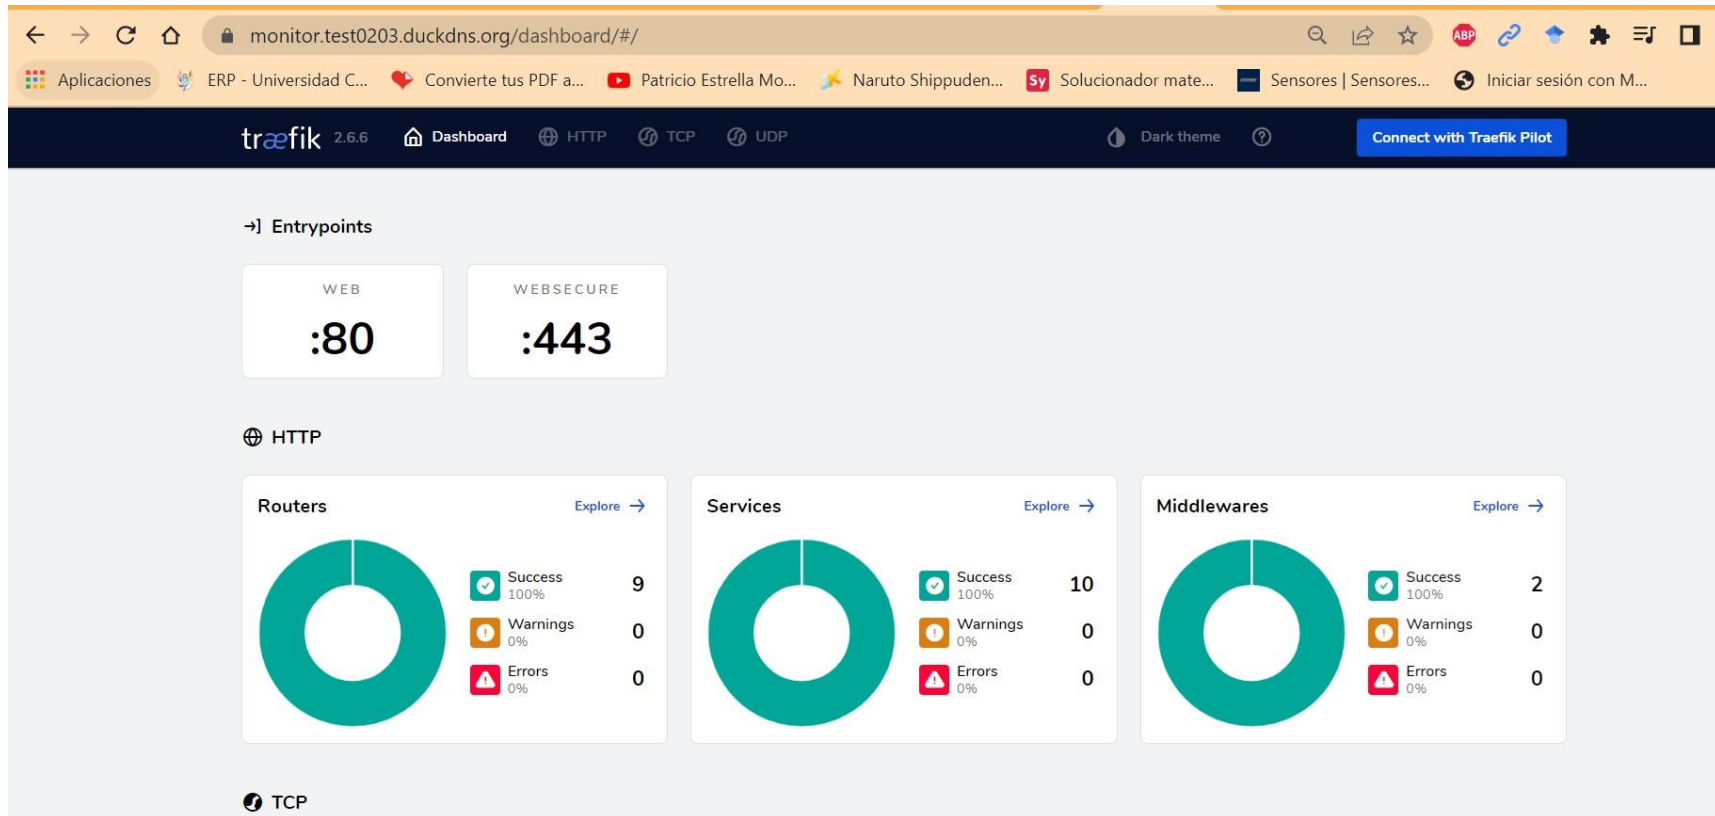 monitor.test0203.duckdns.org/dashboard/#/
ABP
Aplicaciones ERP - Universidad C... Convierte tus PDF a... Patricio Estrella Mo... Naruto Shippuden... Sy Solucionador mate... Sensores | Sensores... Iniciar sesión con M...
træfik 2.6.6 Dashboard HTTP TCP UDP Dark theme Connect with Traefik Pilot
Entrypoints
WEB
:80
WEBSECURE
:443
HTTP
Routers Explore →
Success 9
100%
Warnings 0
0%
Errors 0
0%
Services Explore →
Success 10
100%
Warnings 0
0%
Errors 0
0%
Middlewares Explore →
Success 2
100%
Warnings 0
0%
Errors 0
0%
TCP